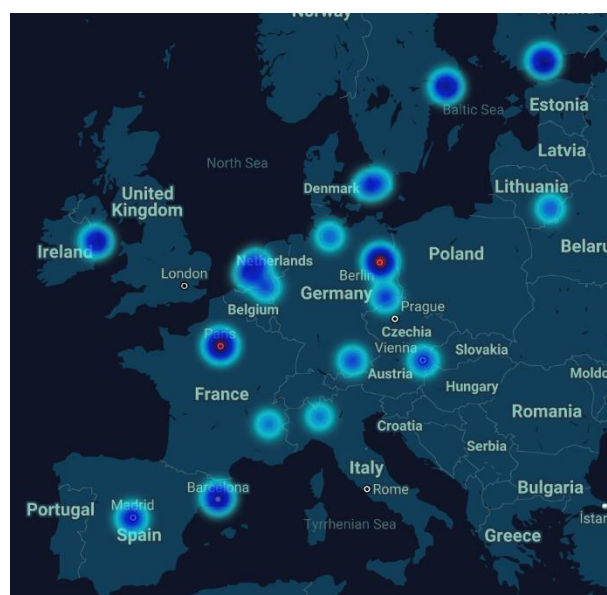 Norway
Baltic Sea
Estonia
Latvia
North Sea
Denmark
Lithuania
United
Kingdom
Ireland
Belaru
Netherlands
Poland
London
Berlin
Germany
Belgium
Prague
Czechia
Paris
Vienna
Slovakia
Austria
Moldo
Hungary
France
Romania
Croatia
Serbia
Italy
Barcelona
Rome
Bulgaria
Portugal
Madrid
Spain
Tyrrhenian Sea
İstan
Greece